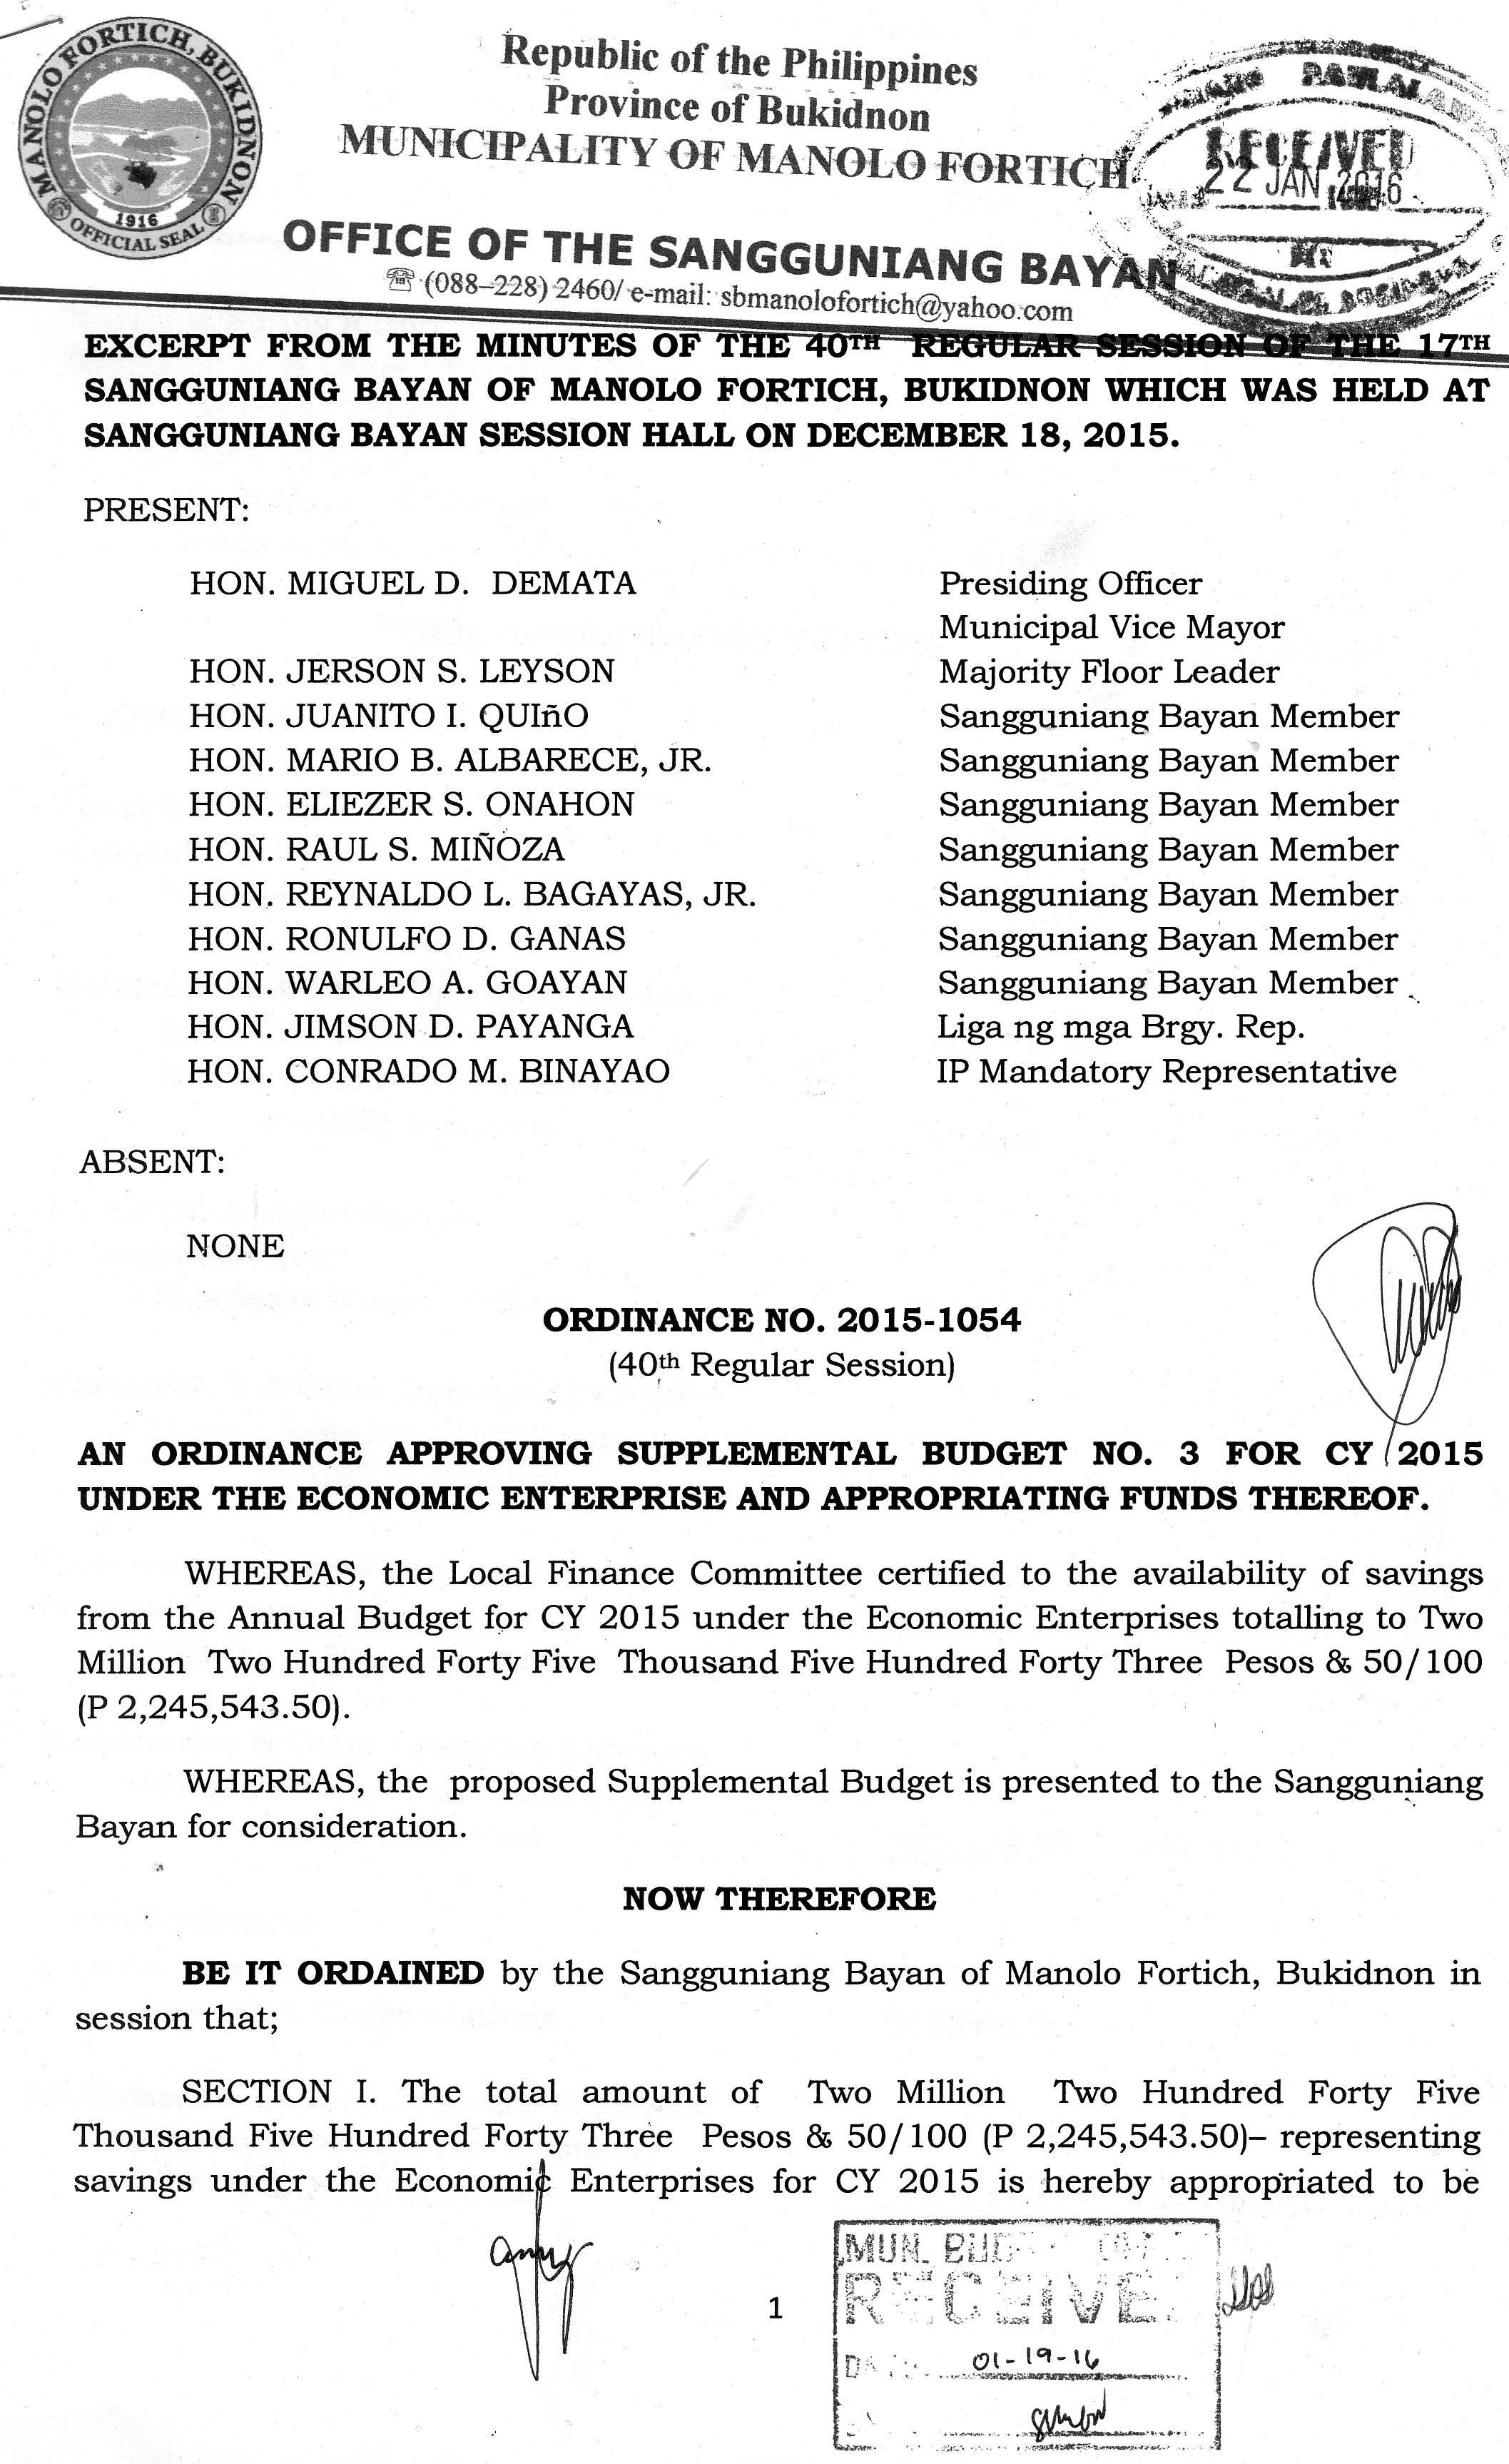 MANOLO FORTICH, BUKIDNON
1916
OFFICIAL SEAL
Republic of the Philippines
Province of Bukidnon
MUNICIPALITY OF MANOLO FORTICH
OFFICE OF THE SANGGUNIANG BAYAN
☏ (088–228) 2460/ e-mail: sbmanolofortich@yahoo.com
RECEIVED
22 JAN 2016
EXCERPT FROM THE MINUTES OF THE 40TH REGULAR SESSION OF THE 17TH
SANGGUNIANG BAYAN OF MANOLO FORTICH, BUKIDNON WHICH WAS HELD AT
SANGGUNIANG BAYAN SESSION HALL ON DECEMBER 18, 2015.
PRESENT:
HON. MIGUEL D. DEMATA Presiding Officer
Municipal Vice Mayor
HON. JERSON S. LEYSON Majority Floor Leader
HON. JUANITO I. QUIñO Sangguniang Bayan Member
HON. MARIO B. ALBARECE, JR. Sangguniang Bayan Member
HON. ELIEZER S. ONAHON Sangguniang Bayan Member
HON. RAUL S. MIÑOZA Sangguniang Bayan Member
HON. REYNALDO L. BAGAYAS, JR. Sangguniang Bayan Member
HON. RONULFO D. GANAS Sangguniang Bayan Member
HON. WARLEO A. GOAYAN Sangguniang Bayan Member
HON. JIMSON D. PAYANGA Liga ng mga Brgy. Rep.
HON. CONRADO M. BINAYAO IP Mandatory Representative
ABSENT:
NONE
ORDINANCE NO. 2015-1054
(40th Regular Session)
AN ORDINANCE APPROVING SUPPLEMENTAL BUDGET NO. 3 FOR CY 2015
UNDER THE ECONOMIC ENTERPRISE AND APPROPRIATING FUNDS THEREOF.
WHEREAS, the Local Finance Committee certified to the availability of savings
from the Annual Budget for CY 2015 under the Economic Enterprises totalling to Two
Million Two Hundred Forty Five Thousand Five Hundred Forty Three Pesos & 50/100
(P 2,245,543.50).
WHEREAS, the proposed Supplemental Budget is presented to the Sangguniang
Bayan for consideration.
NOW THEREFORE
BE IT ORDAINED by the Sangguniang Bayan of Manolo Fortich, Bukidnon in
session that;
SECTION I. The total amount of Two Million Two Hundred Forty Five
Thousand Five Hundred Forty Three Pesos & 50/100 (P 2,245,543.50)– representing
savings under the Economic Enterprises for CY 2015 is hereby appropriated to be
1
MUN.
RECEIVE
01-19-16